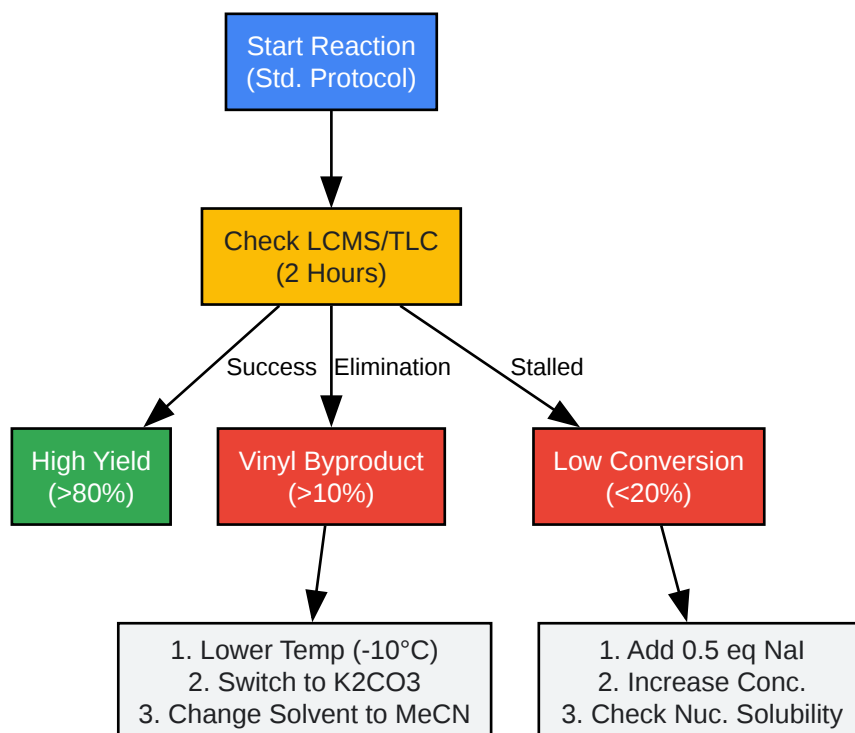 Start Reaction
(Std. Protocol)
Check LCMS/TLC
(2 Hours)
Success
Elimination
Stalled
High Yield
(>80%)
Vinyl Byproduct
(>10%)
Low Conversion
(<20%)
1. Lower Temp (-10°C)
2. Switch to K2CO3
3. Change Solvent to MeCN
1. Add 0.5 eq NaI
2. Increase Conc.
3. Check Nuc. Solubility